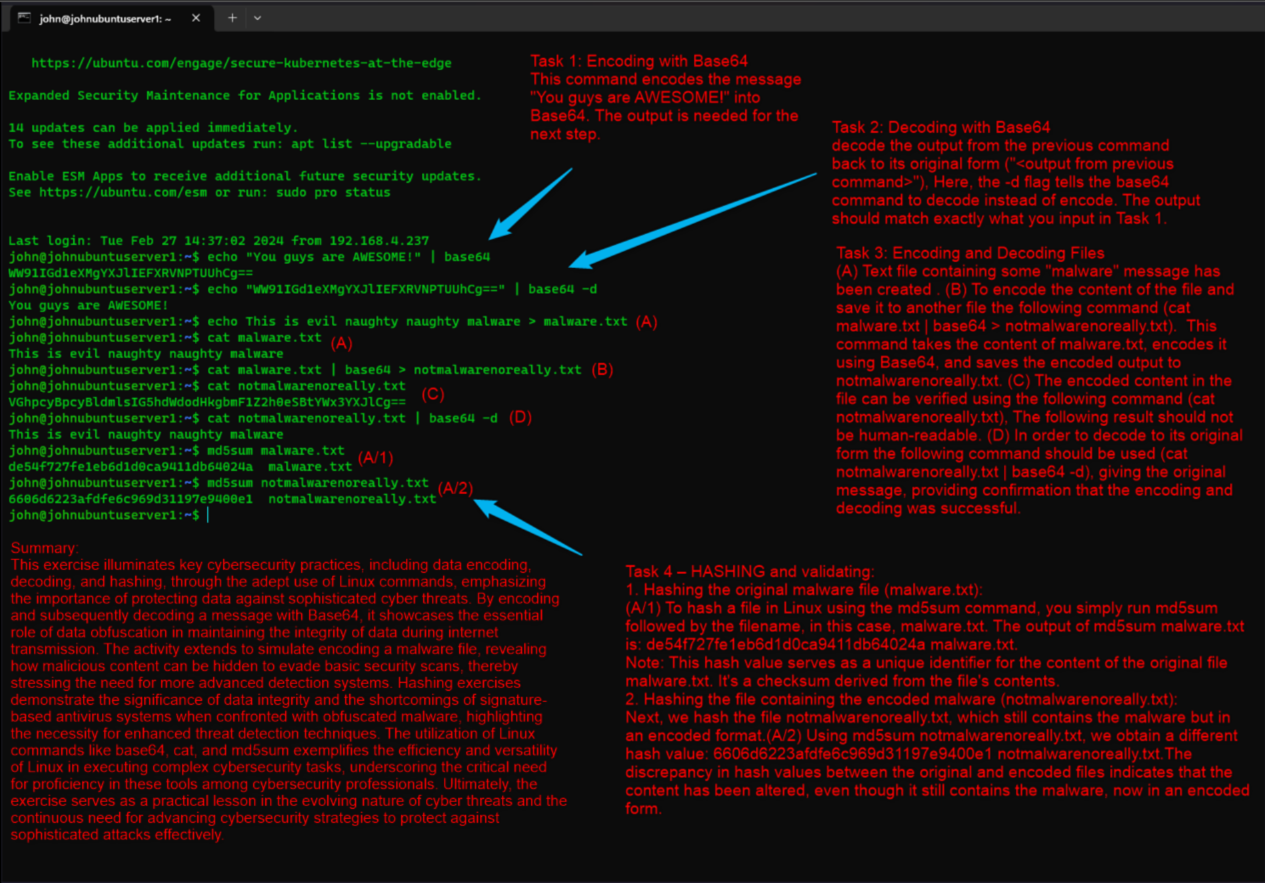 john@johnubuntuserver1: ~
https://ubuntu.com/engage/secure-kubernetes-at-the-edge
Expanded Security Maintenance for Applications is not enabled.
14 updates can be applied immediately.
To see these additional updates run: apt list --upgradable
Enable ESM Apps to receive additional future security updates.
See https://ubuntu.com/esm or run: sudo pro status
Last login: Tue Feb 27 14:37:02 2024 from 192.168.4.237
john@johnubuntuserver1:~$ echo "You guys are AWESOME!" | base64
WW91IGd1eXMgYXJlIEFXRVNPTUUhCg==
john@johnubuntuserver1:~$ echo "WW91IGd1eXMgYXJlIEFXRVNPTUUhCg==" | base64 -d
You guys are AWESOME!
john@johnubuntuserver1:~$ echo This is evil naughty naughty malware > malware.txt (A)
john@johnubuntuserver1:~$ cat malware.txt (A)
This is evil naughty naughty malware
john@johnubuntuserver1:~$ cat malware.txt | base64 > notmalwarenoreally.txt (B)
john@johnubuntuserver1:~$ cat notmalwarenoreally.txt
VGhpcyBpcyBldmlsIG5hdWdodHkgbmF1Z2h0eSBtYWx3YXJlCg== (C)
john@johnubuntuserver1:~$ cat notmalwarenoreally.txt | base64 -d (D)
This is evil naughty naughty malware
john@johnubuntuserver1:~$ md5sum malware.txt
de54f727fe1eb6d1d0ca9411db64024a  malware.txt (A/1)
john@johnubuntuserver1:~$ md5sum notmalwarenoreally.txt (A/2)
6606d6223afdfe6c969d31197e9400e1  notmalwarenoreally.txt
john@johnubuntuserver1:~$
Task 1: Encoding with Base64
This command encodes the message
"You guys are AWESOME!" into
Base64. The output is needed for the
next step.
Task 2: Decoding with Base64
decode the output from the previous command
back to its original form ("<output from previous
command>"), Here, the -d flag tells the base64
command to decode instead of encode. The output
should match exactly what you input in Task 1.
Task 3: Encoding and Decoding Files
(A) Text file containing some "malware" message has
been created . (B) To encode the content of the file and
save it to another file the following command (cat
malware.txt | base64 > notmalwarenoreally.txt).  This
command takes the content of malware.txt, encodes it
using Base64, and saves the encoded output to
notmalwarenoreally.txt. (C) The encoded content in the
file can be verified using the following command (cat
notmalwarenoreally.txt), The following result should not
be human-readable. (D) In order to decode to its original
form the following command should be used (cat
notmalwarenoreally.txt | base64 -d), giving the original
message, providing confirmation that the encoding and
decoding was successful.
Summary:
This exercise illuminates key cybersecurity practices, including data encoding,
decoding, and hashing, through the adept use of Linux commands, emphasizing
the importance of protecting data against sophisticated cyber threats. By encoding
and subsequently decoding a message with Base64, it showcases the essential
role of data obfuscation in maintaining the integrity of data during internet
transmission. The activity extends to simulate encoding a malware file, revealing
how malicious content can be hidden to evade basic security scans, thereby
stressing the need for more advanced detection systems. Hashing exercises
demonstrate the significance of data integrity and the shortcomings of signature-
based antivirus systems when confronted with obfuscated malware, highlighting
the necessity for enhanced threat detection techniques. The utilization of Linux
commands like base64, cat, and md5sum exemplifies the efficiency and versatility
of Linux in executing complex cybersecurity tasks, underscoring the critical need
for proficiency in these tools among cybersecurity professionals. Ultimately, the
exercise serves as a practical lesson in the evolving nature of cyber threats and the
continuous need for advancing cybersecurity strategies to protect against
sophisticated attacks effectively.
Task 4 – HASHING and validating:
1. Hashing the original malware file (malware.txt):
(A/1) To hash a file in Linux using the md5sum command, you simply run md5sum
followed by the filename, in this case, malware.txt. The output of md5sum malware.txt
is: de54f727fe1eb6d1d0ca9411db64024a malware.txt.
Note: This hash value serves as a unique identifier for the content of the original file
malware.txt. It's a checksum derived from the file's contents.
2. Hashing the file containing the encoded malware (notmalwarenoreally.txt):
Next, we hash the file notmalwarenoreally.txt, which still contains the malware but in
an encoded format.(A/2) Using md5sum notmalwarenoreally.txt, we obtain a different
hash value: 6606d6223afdfe6c969d31197e9400e1 notmalwarenoreally.txt.The
discrepancy in hash values between the original and encoded files indicates that the
content has been altered, even though it still contains the malware, now in an encoded
form.